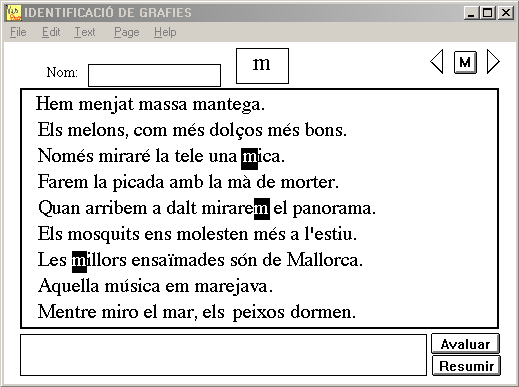 IDENTIFICACIÓ DE GRAFIES
File Edit Text Page Help
Nom: m M
Hem menjat massa mantega.
Els melons, com més dolços més bons.
Només miraré la tele una mica.
Farem la picada amb la mà de morter.
Quan arribem a dalt mirarem el panorama.
Els mosquits ens molesten més a l'estiu.
Les millors ensaïmades són de Mallorca.
Aquella música em marejava.
Mentre miro el mar, els peixos dormen.
Avaluar
Resumir